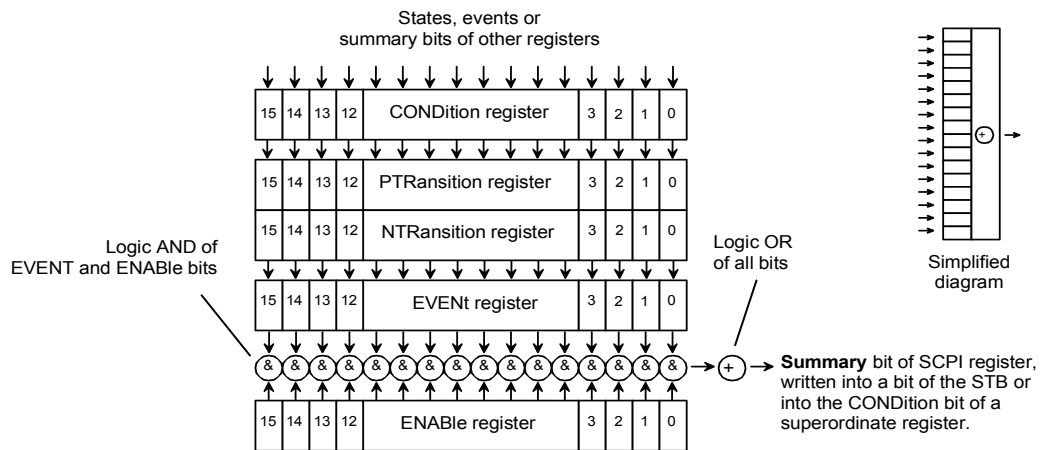 States, events or
summary bits of other registers
15 14 13 12 CONDition register 3 2 1 0
15 14 13 12 PTRansition register 3 2 1 0
15 14 13 12 NTRansition register 3 2 1 0
Logic AND of
EVENT and ENABle bits
Logic OR
of all bits
Simplified
diagram
15 14 13 12 EVENt register 3 2 1 0
& & & & & & & & & & & & & & & & +
Summary bit of SCPI register,
written into a bit of the STB or
into the CONDition bit of a
superordinate register.
15 14 13 12 ENABle register 3 2 1 0
+